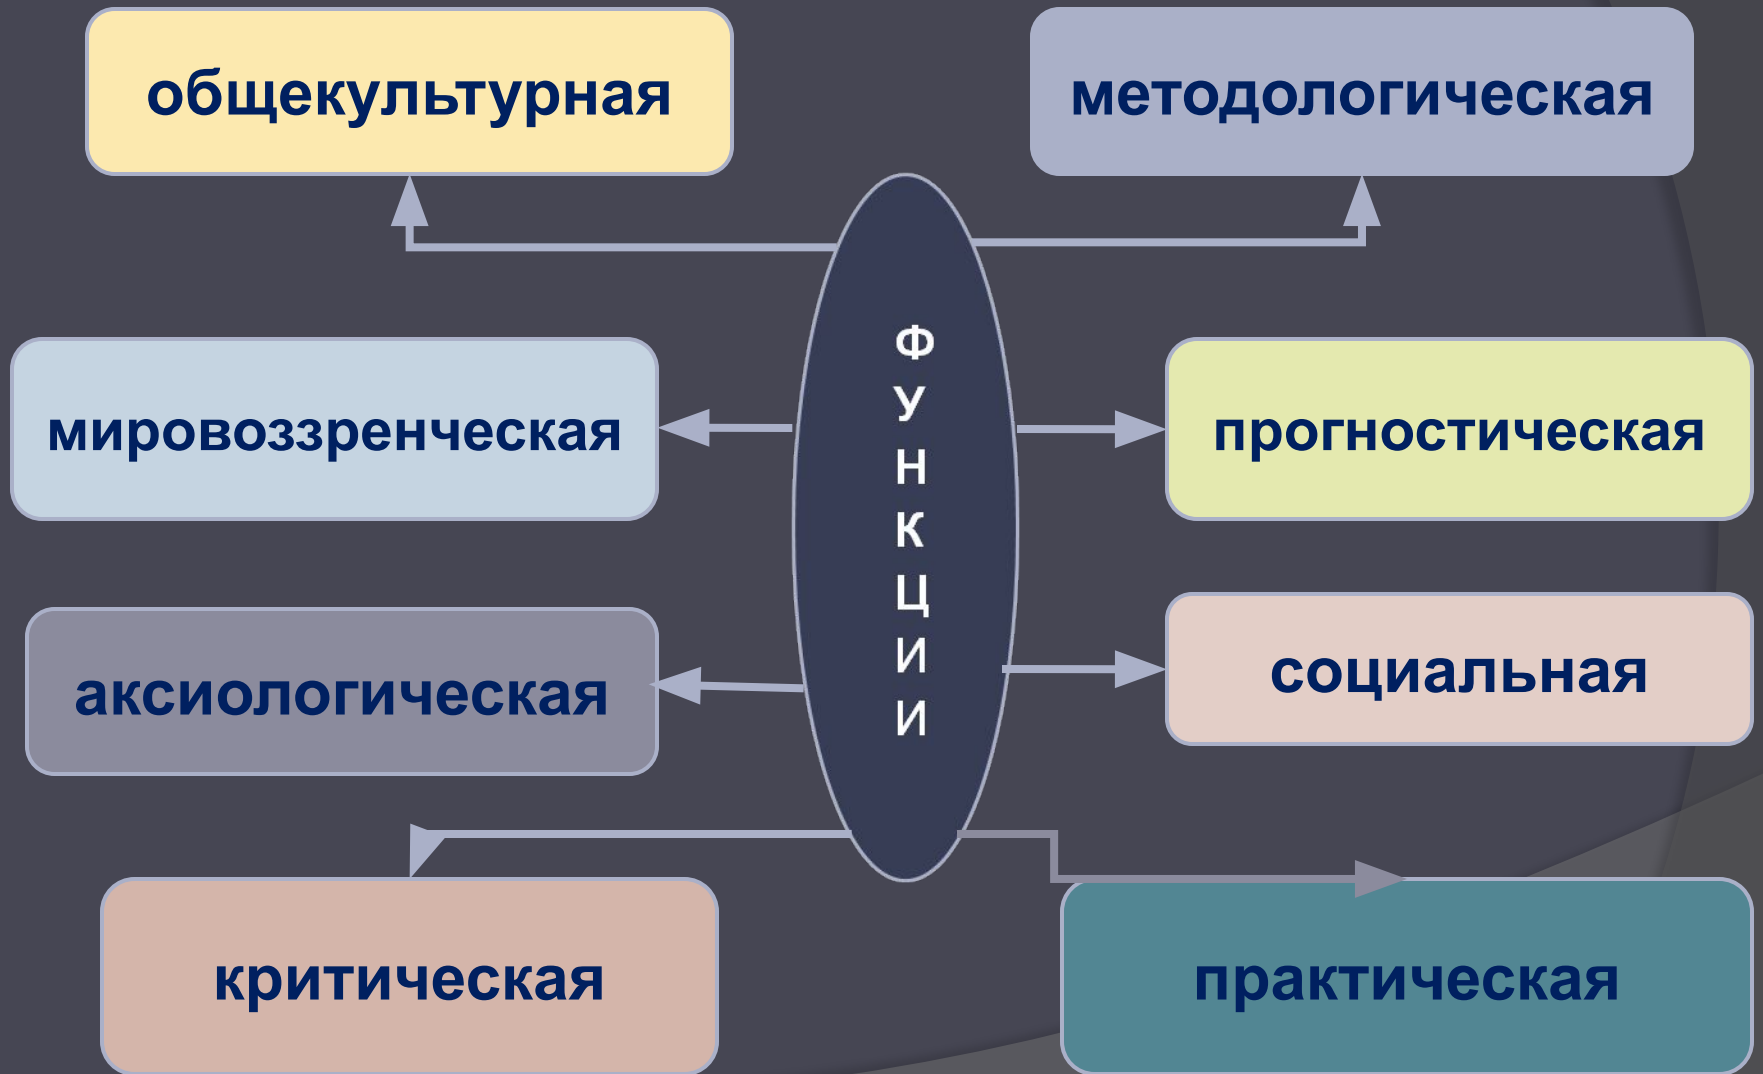 общекультурная
методологическая
мировоззренческая
прогностическая
аксиологическая
социальная
критическая
практическая
Ф
У
Н
К
Ц
И
И